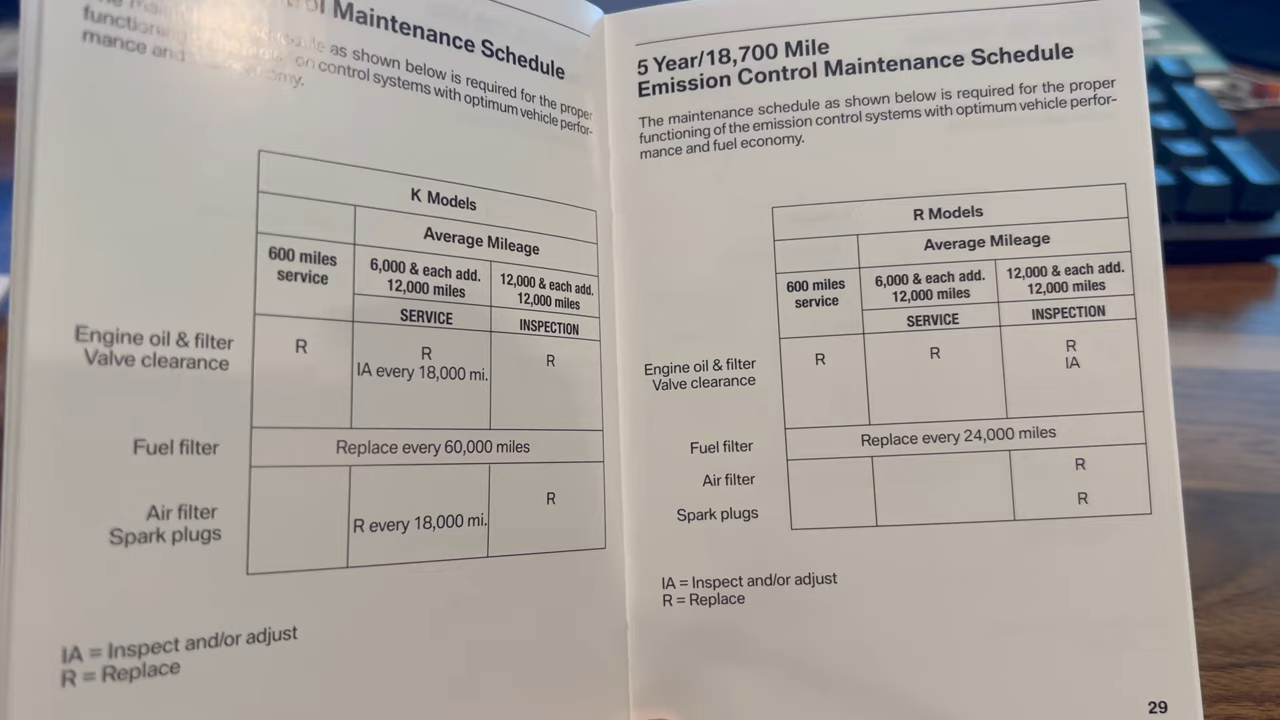 ol Maintenance Schedule
functioning as shown below is required for the proper
mance and on control systems with optimum vehicle perfor-
my.
K Models
Average Mileage
600 miles
service
6,000 & each add.
12,000 miles
12,000 & each add.
12,000 miles
SERVICE
INSPECTION
Engine oil & filter
R
R
R
Valve clearance
IA every 18,000 mi.
Fuel filter
Replace every 60,000 miles
Air filter
R
Spark plugs
R every 18,000 mi.
IA = Inspect and/or adjust
R = Replace
5 Year/18,700 Mile
Emission Control Maintenance Schedule
The maintenance schedule as shown below is required for the proper
functioning of the emission control systems with optimum vehicle perfor-
mance and fuel economy.
R Models
Average Mileage
600 miles
service
6,000 & each add.
12,000 miles
12,000 & each add.
12,000 miles
SERVICE
INSPECTION
Engine oil & filter
R
R
R
Valve clearance
IA
Fuel filter
Replace every 24,000 miles
Air filter
R
Spark plugs
R
IA = Inspect and/or adjust
R = Replace
29